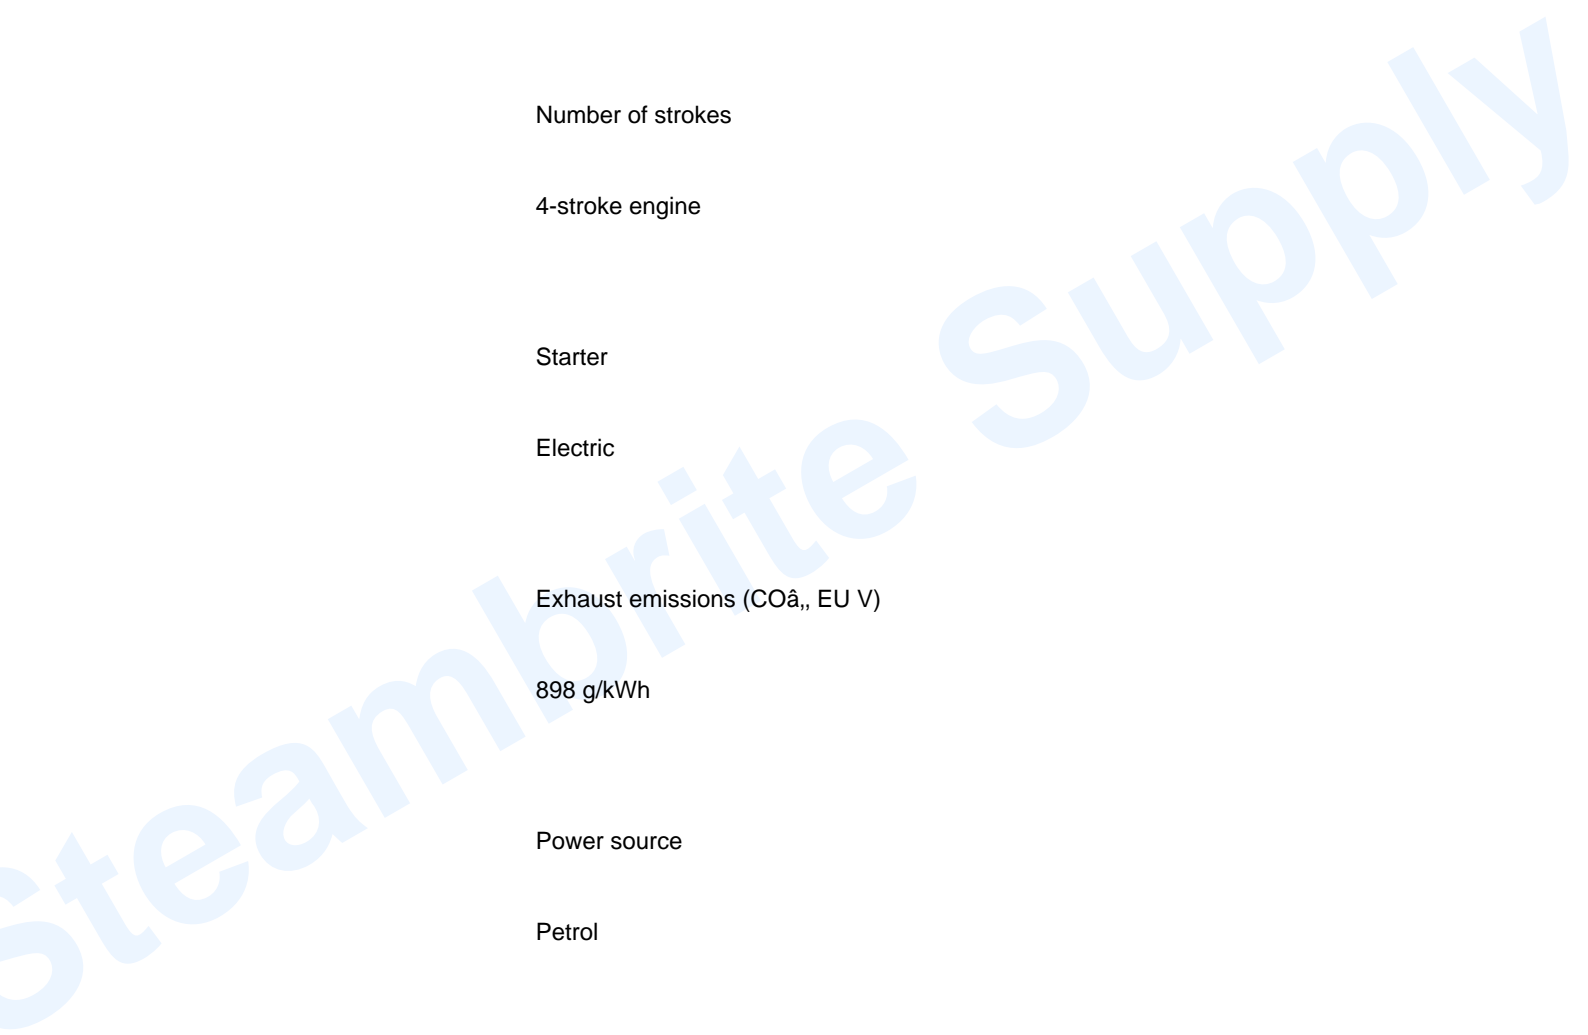 Number of strokes
4-stroke engine
Starter
Electric
Exhaust emissions (COâ‚‚ EU V)
898 g/kWh
Power source
Petrol
Steambrite Supply